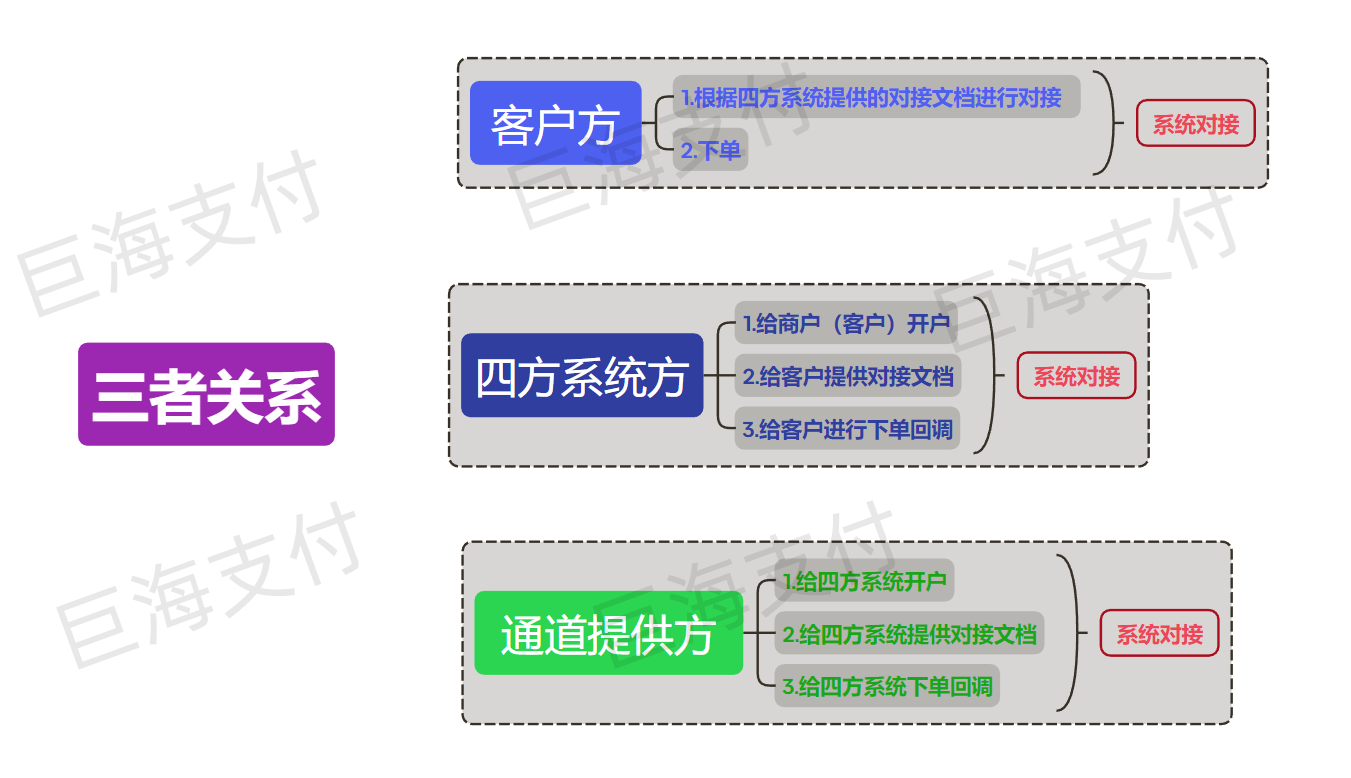 三者关系
客户方
1.根据四方系统提供的对接文档进行对接
2.下单
系统对接
四方系统方
1.给商户（客户）开户
2.给客户提供对接文档
3.给客户进行下单回调
系统对接
通道提供方
1.给四方系统开户
2.给四方系统提供对接文档
3.给四方系统下单回调
系统对接
巨海支付
巨海支付
巨海支付
巨海支付
巨海支付